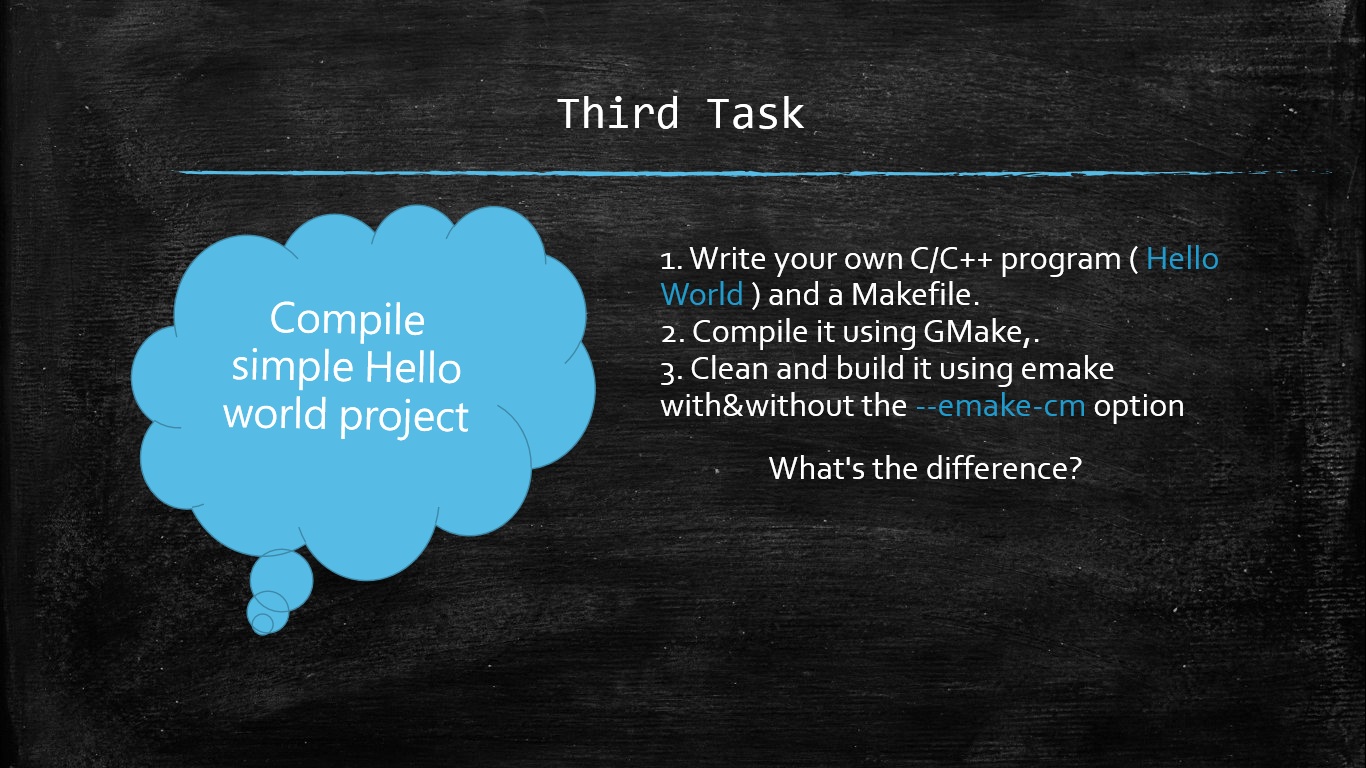 Third Task
Compile
simple Hello
world project
1. Write your own C/C++ program ( Hello
World ) and a Makefile.
2. Compile it using GMake,.
3. Clean and build it using emake
with&without the --emake-cm option
What's the difference?